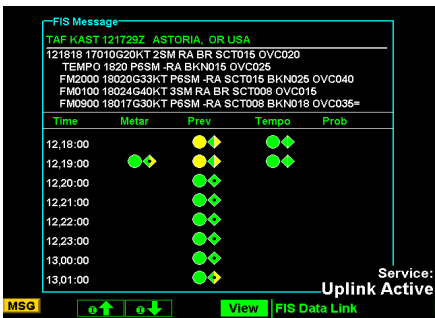 FIS Message
TAF KAST 121729Z ASTORIA, OR USA
121818 17010G20KT 2SM RA BR SCT015 OVC020
TEMPO 1820 P6SM -RA BKN015 OVC025
FM2000 18020G33KT P6SM -RA SCT015 BKN025 OVC040
FM0100 18024G40KT 3SM RA BR SCT008 OVC015
FM0900 18017G30KT P6SM -RA SCT008 BKN018 OVC035=
Time Metar Prev Tempo Prob
12,18:00
12,19:00
12,20:00
12,21:00
12,22:00
12,23:00
13,00:00
13,01:00
Service:
Uplink Active
MSG View FIS Data Link